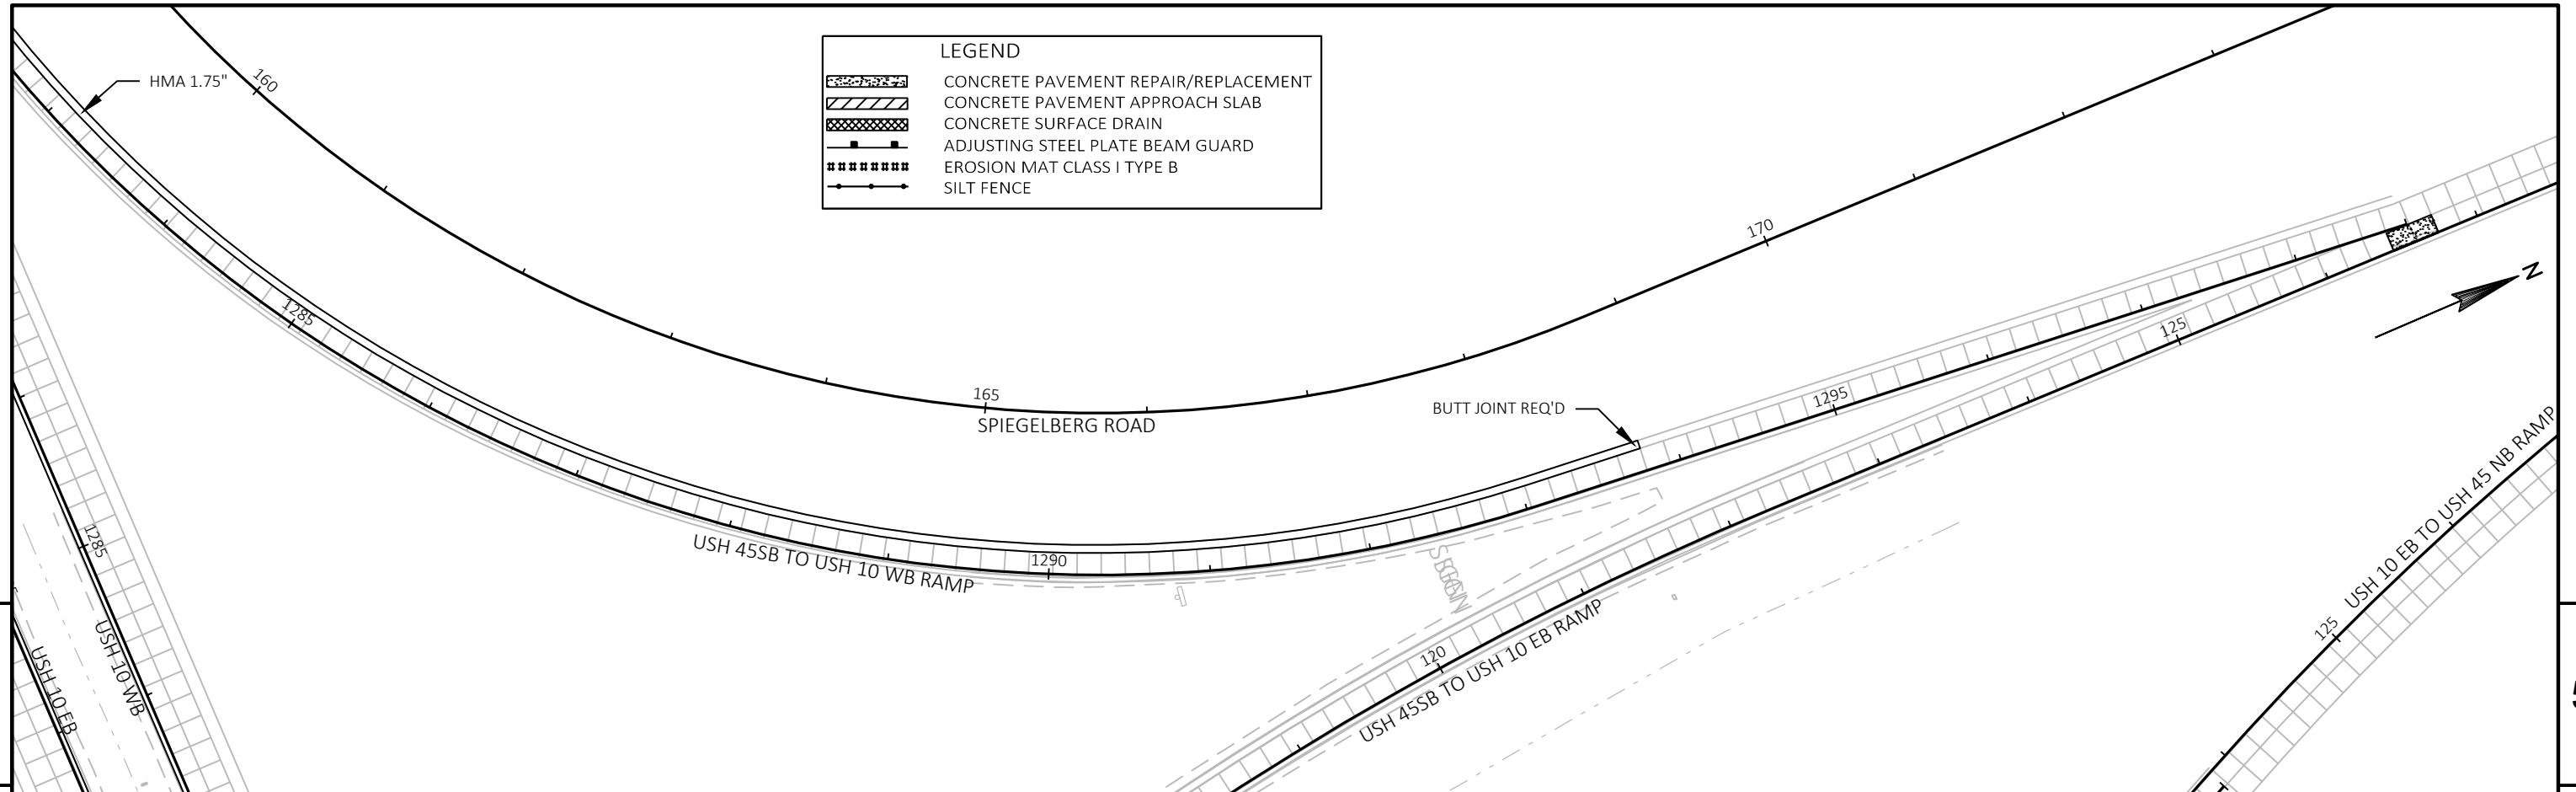 LEGEND
CONCRETE PAVEMENT REPAIR/REPLACEMENT
CONCRETE PAVEMENT APPROACH SLAB
CONCRETE SURFACE DRAIN
ADJUSTING STEEL PLATE BEAM GUARD
EROSION MAT CLASS I TYPE B
SILT FENCE
HMA 1.75"
160
170
N
1285
125
165
SPIEGELBERG ROAD
BUTT JOINT REQ'D
1295
1285
USH 45SB TO USH 10 WB RAMP
1290
USH 10 EB TO USH 45 NB RAMP
125
120
USH 45SB TO USH 10 EB RAMP
USH 10 WB
USH 10 EB